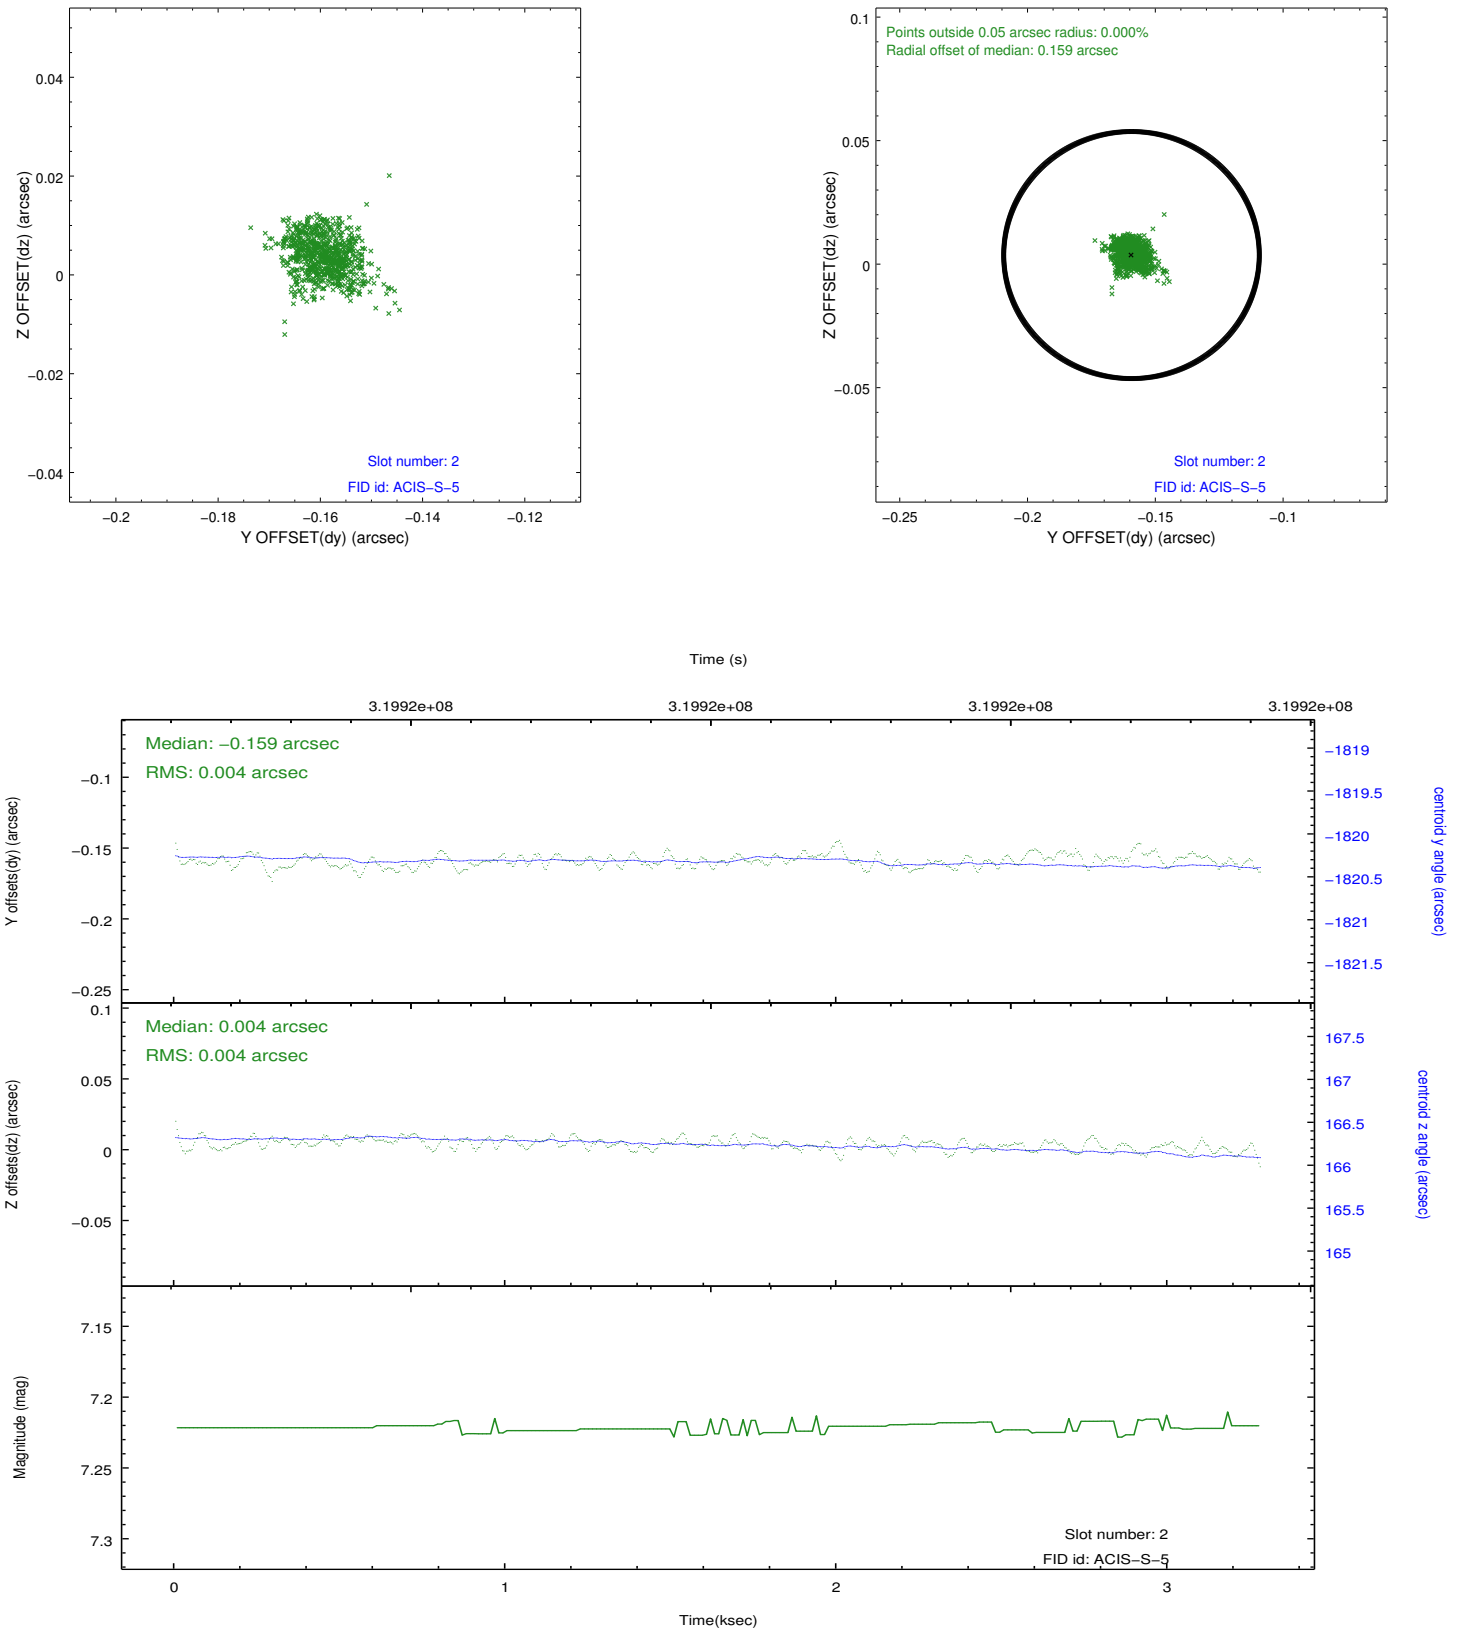 0.04
0.02
0
−0.02
−0.04
Z OFFSET(dz) (arcsec)
Slot number: 2
FID id: ACIS−S−5
−0.2 −0.18 −0.16 −0.14 −0.12
Y OFFSET(dy) (arcsec)
Points outside 0.05 arcsec radius: 0.000%
Radial offset of median: 0.159 arcsec
0.1
0.05
0
−0.05
Z OFFSET(dz) (arcsec)
Slot number: 2
FID id: ACIS−S−5
−0.25 −0.2 −0.15 −0.1
Y OFFSET(dy) (arcsec)
Time (s)
3.1992e+08 3.1992e+08 3.1992e+08 3.1992e+08
Median: −0.159 arcsec
RMS: 0.004 arcsec
−0.1
−0.15
−0.2
−0.25
Y offsets(dy) (arcsec)
−1819
−1819.5
−1820
−1820.5
−1821
−1821.5
centroid y angle (arcsec)
Median: 0.004 arcsec
RMS: 0.004 arcsec
0.1
0.05
0
−0.05
Z offsets(dz) (arcsec)
167.5
167
166.5
166
165.5
165
centroid z angle (arcsec)
7.15
7.2
7.25
7.3
Magnitude (mag)
Slot number: 2
FID id: ACIS−S−5
0 1 2 3
Time(ksec)